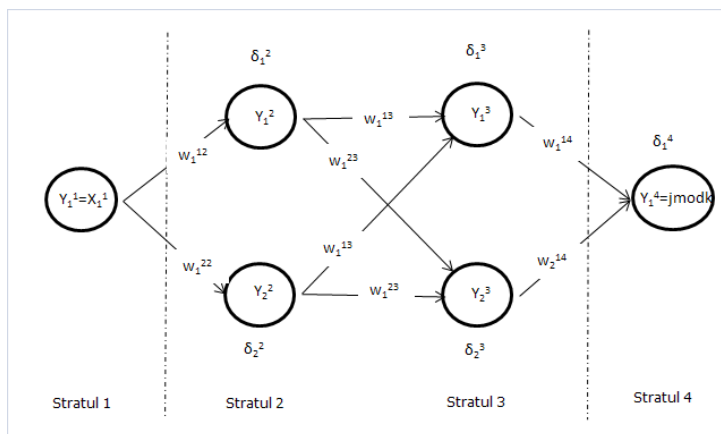 δ₁² δ₁³
Y₁² w₁¹³ Y₁³
w₁¹² w₁²³ w₁¹⁴ δ₁⁴
Y₁¹=X₁¹ Y₁⁴=jmodk
w₁²² w₁¹³ w₂¹⁴
Y₂² w₁²³ Y₂³
δ₂² δ₂³
Stratul 1 Stratul 2 Stratul 3 Stratul 4